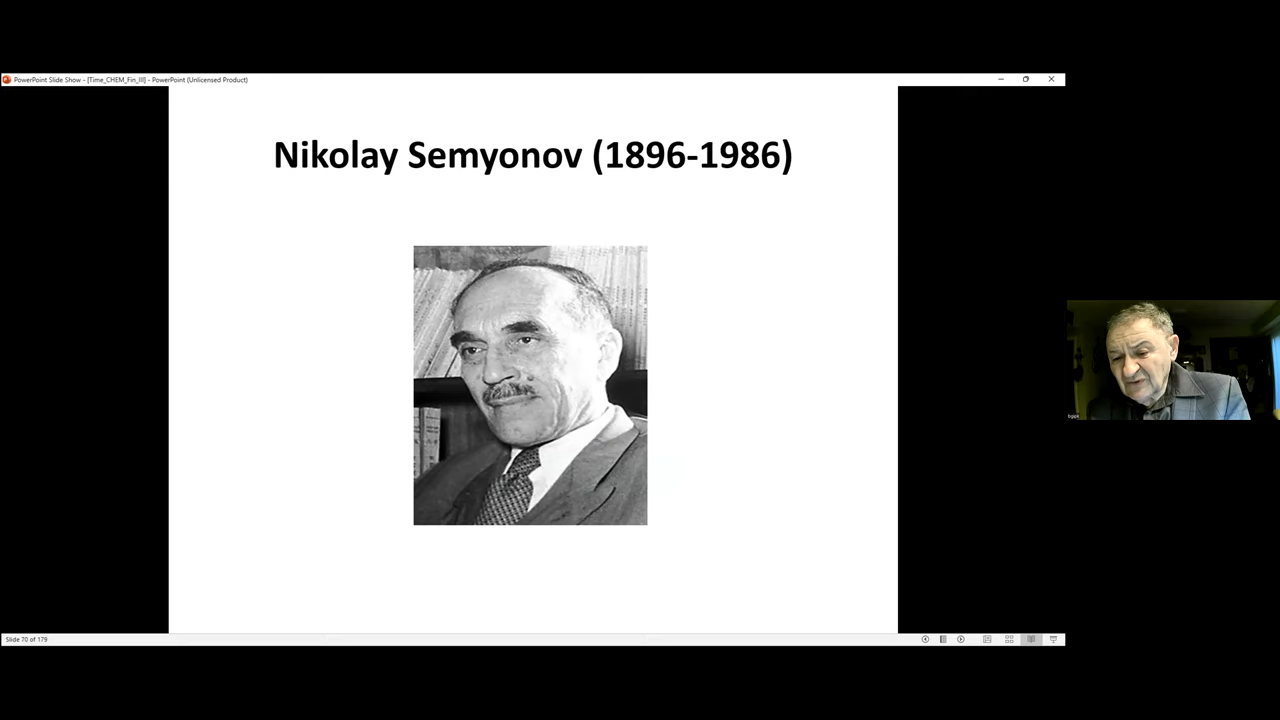 PowerPoint Slide Show - [Time_CHEM_Fin_III] - PowerPoint (Unlicensed Product)
Nikolay Semyonov (1896-1986)
Slide 70 of 179